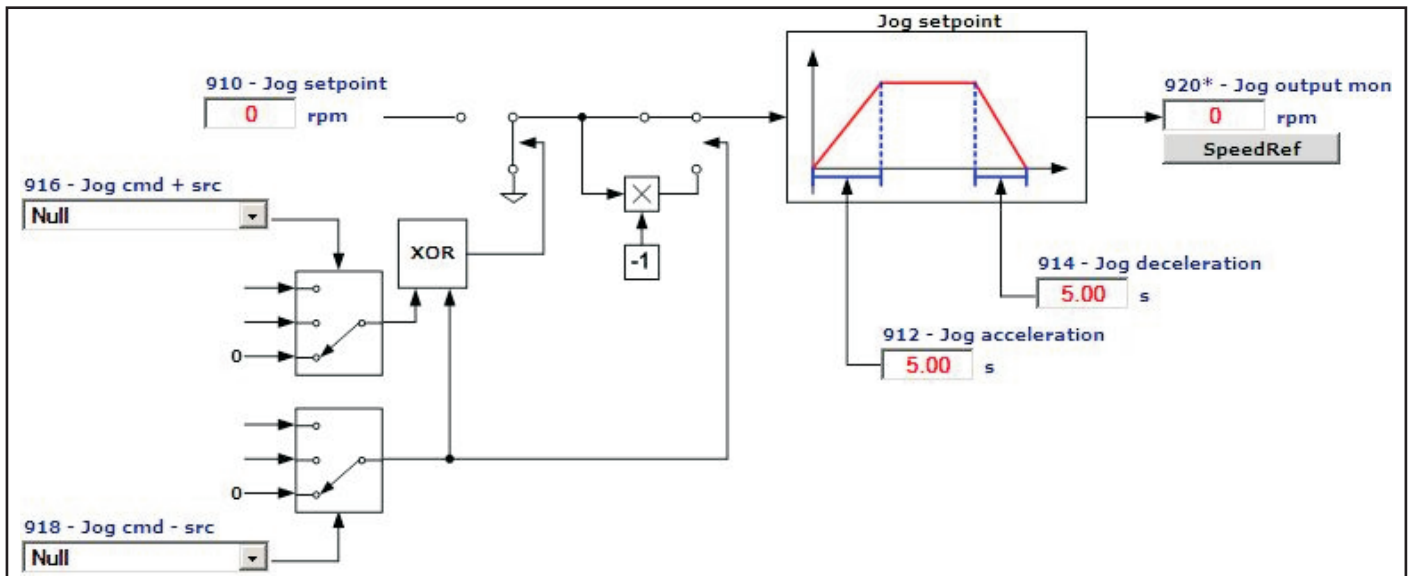 Jog setpoint
910 - Jog setpoint
0 rpm
920* - Jog output mon
0 rpm
SpeedRef
916 - Jog cmd + src
Null
XOR
-1
0
914 - Jog deceleration
5.00 s
912 - Jog acceleration
5.00 s
0
918 - Jog cmd - src
Null